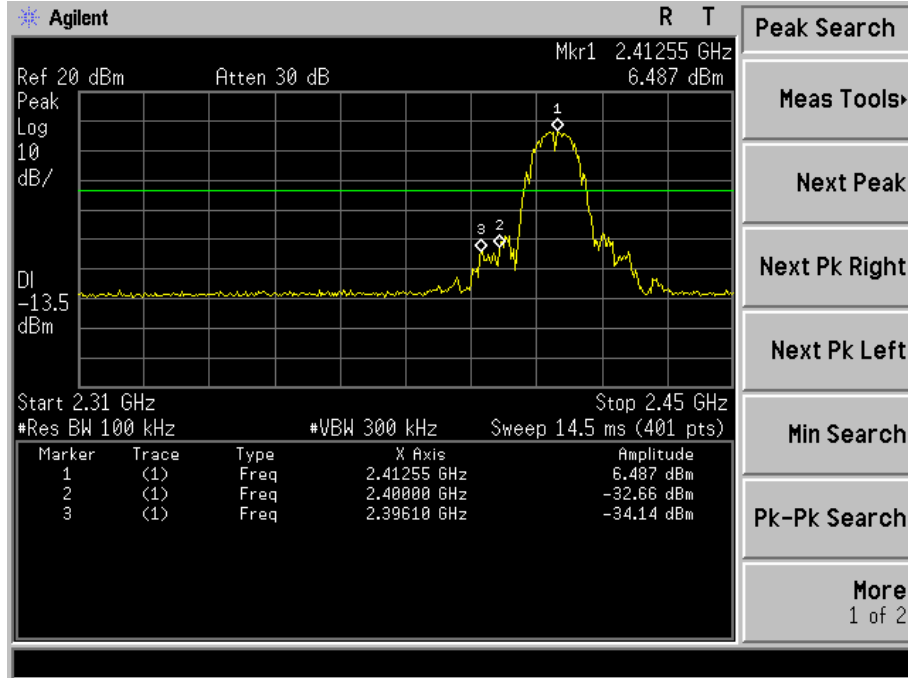 Agilent R T
Mkr1 2.41255 GHz
Ref 20 dBm Atten 30 dB 6.487 dBm
Peak
Log
10
dB/
1
3 2
DI
-13.5
dBm
Start 2.31 GHz Stop 2.45 GHz
#Res BW 100 kHz #VBW 300 kHz Sweep 14.5 ms (401 pts)
Marker Trace Type X Axis Amplitude
1 (1) Freq 2.41255 GHz 6.487 dBm
2 (1) Freq 2.40000 GHz -32.66 dBm
3 (1) Freq 2.39610 GHz -34.14 dBm
Peak Search
Meas Tools
Next Peak
Next Pk Right
Next Pk Left
Min Search
Pk-Pk Search
More
1 of 2